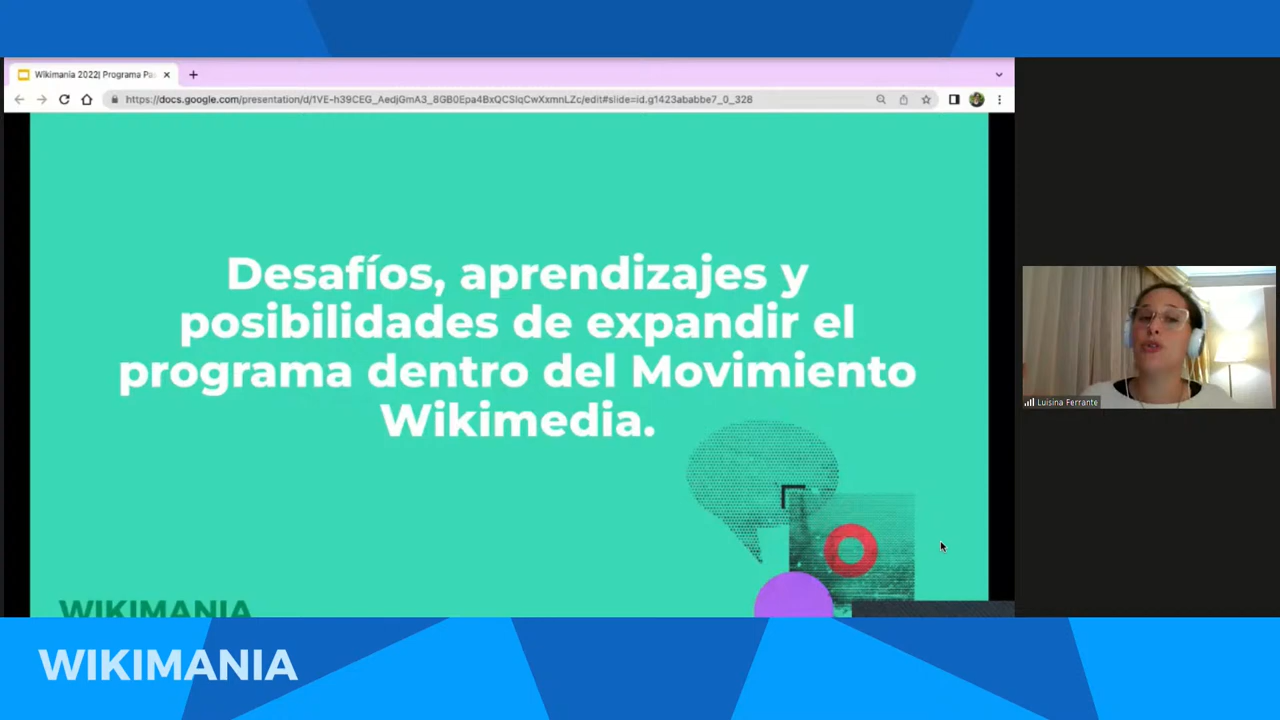 Wikimanía 2022| Programa Pa
https://docs.google.com/presentation/d/1VE-h39CEG_AedjGmA3_8GB0Epa4BxQCSIqCwXxmnLZc/edit#slide=id.g1423ababbe7_0_328
Desafíos, aprendizajes y
posibilidades de expandir el
programa dentro del Movimiento
Wikimedia.
Luisina Ferrante
WIKIMANIA
WIKIMANIA